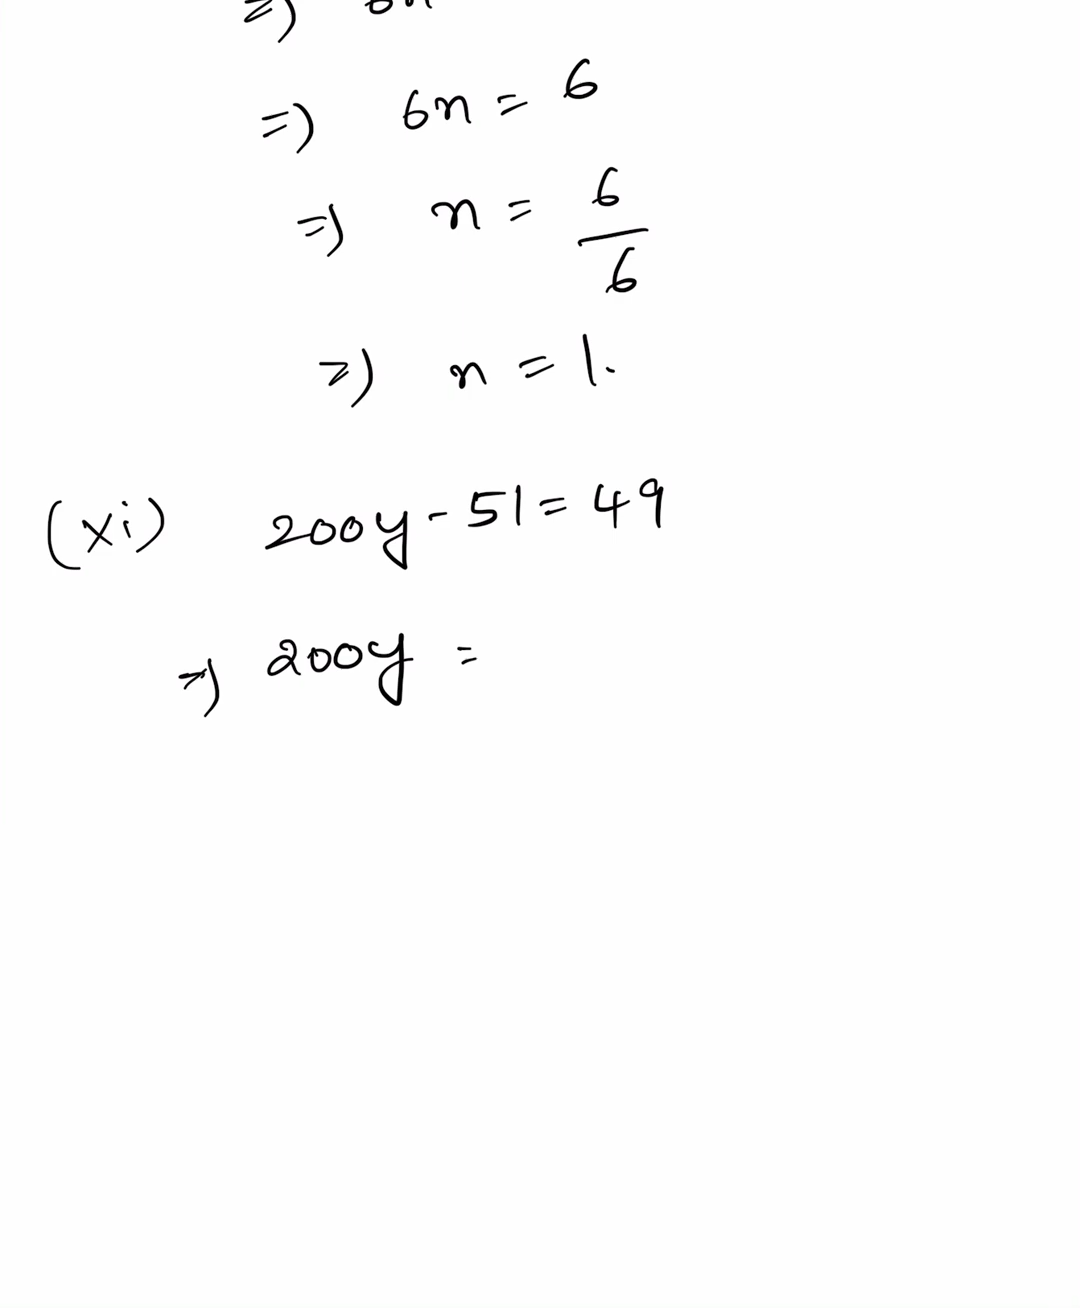 =>) 6n = 6
=>) n = 6/6
=>) n = 1.
(xi) 200y - 51 = 49
=>) 200y =